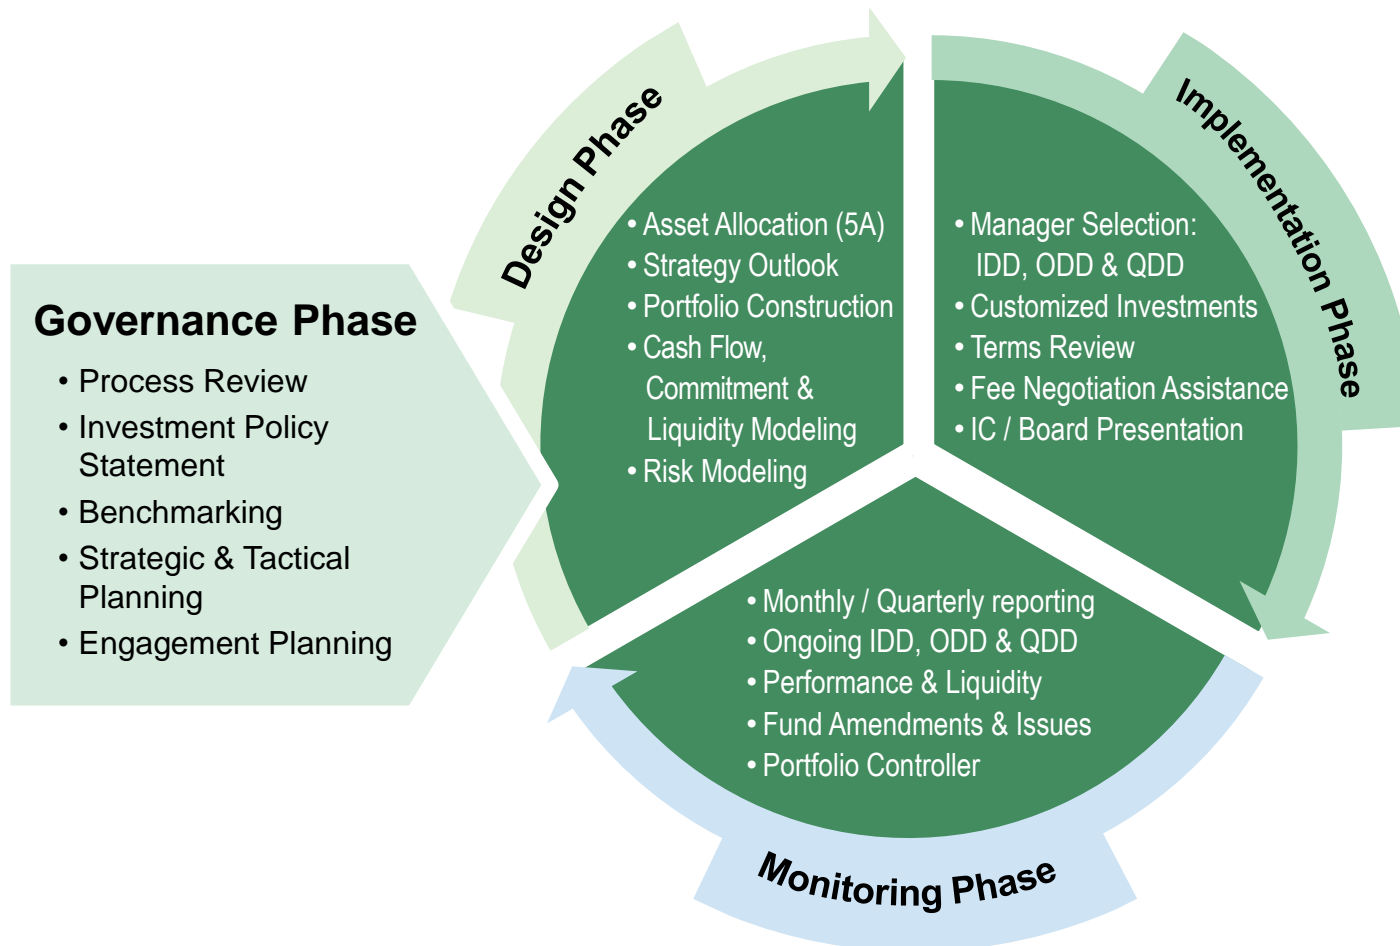 Governance Phase
• Process Review
• Investment Policy
Statement
• Benchmarking
• Strategic & Tactical
Planning
• Engagement Planning
Design Phase
• Asset Allocation (5A)
• Strategy Outlook
• Portfolio Construction
• Cash Flow,
Commitment &
Liquidity Modeling
• Risk Modeling
Implementation Phase
• Manager Selection:
IDD, ODD & QDD
• Customized Investments
• Terms Review
• Fee Negotiation Assistance
• IC / Board Presentation
• Monthly / Quarterly reporting
• Ongoing IDD, ODD & QDD
• Performance & Liquidity
• Fund Amendments & Issues
• Portfolio Controller
Monitoring Phase